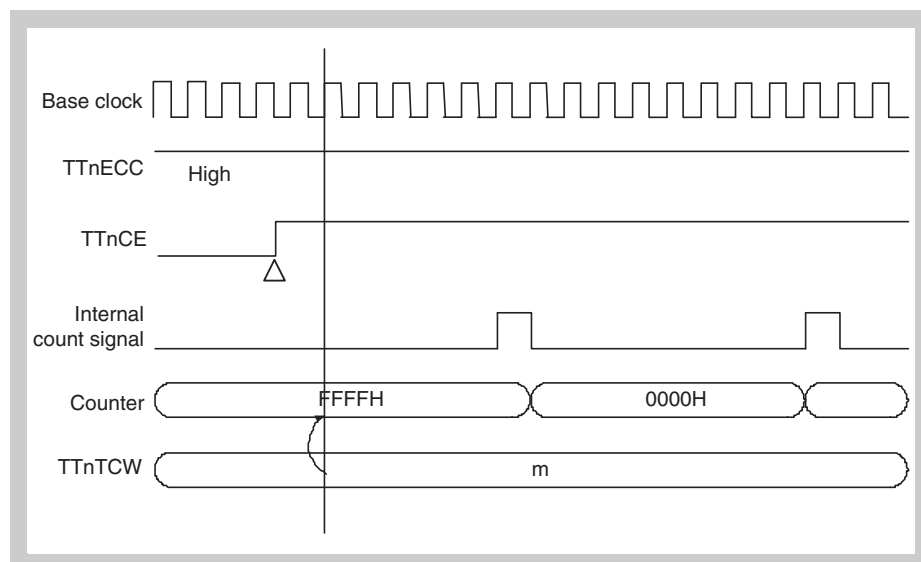 Base clock
TTnECC
High
TTnCE
Internal
count signal
Counter
FFFFH
0000H
TTnTCW
m